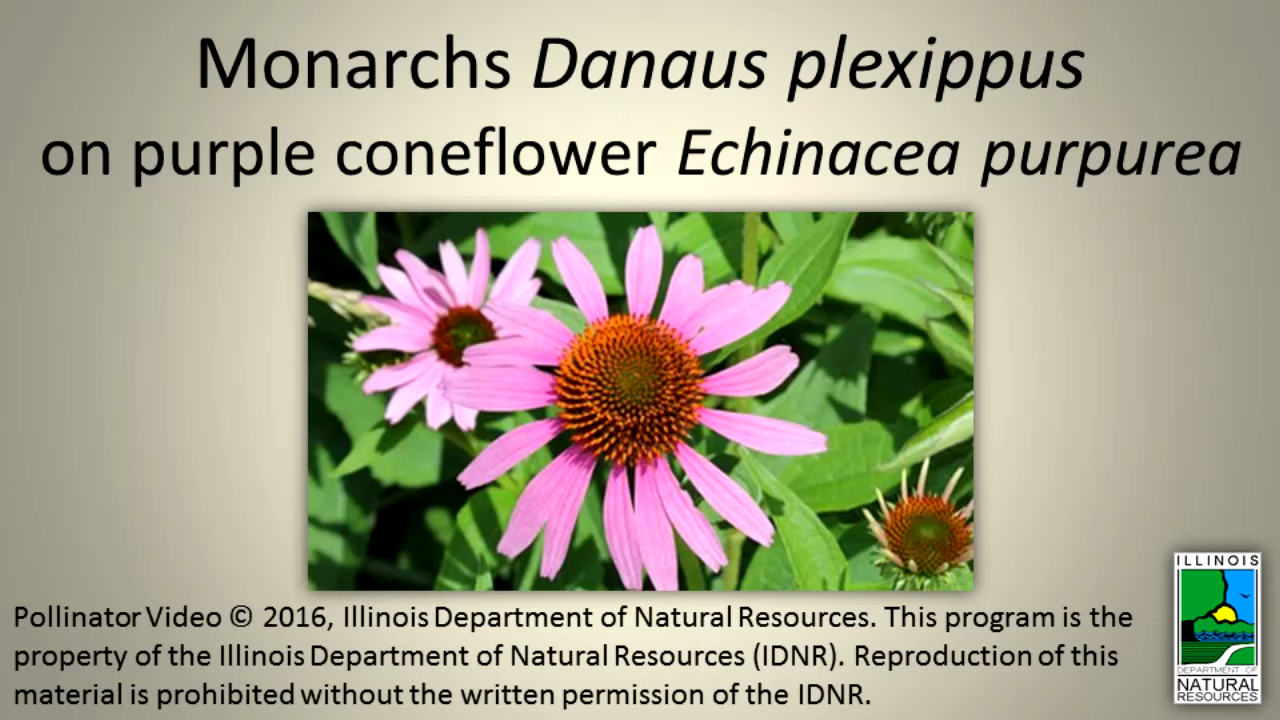 Monarchs Danaus plexippus
on purple coneflower Echinacea purpurea
Pollinator Video © 2016, Illinois Department of Natural Resources. This program is the
property of the Illinois Department of Natural Resources (IDNR). Reproduction of this
material is prohibited without the written permission of the IDNR.
ILLINOIS
DEPARTMENT OF
NATURAL
RESOURCES